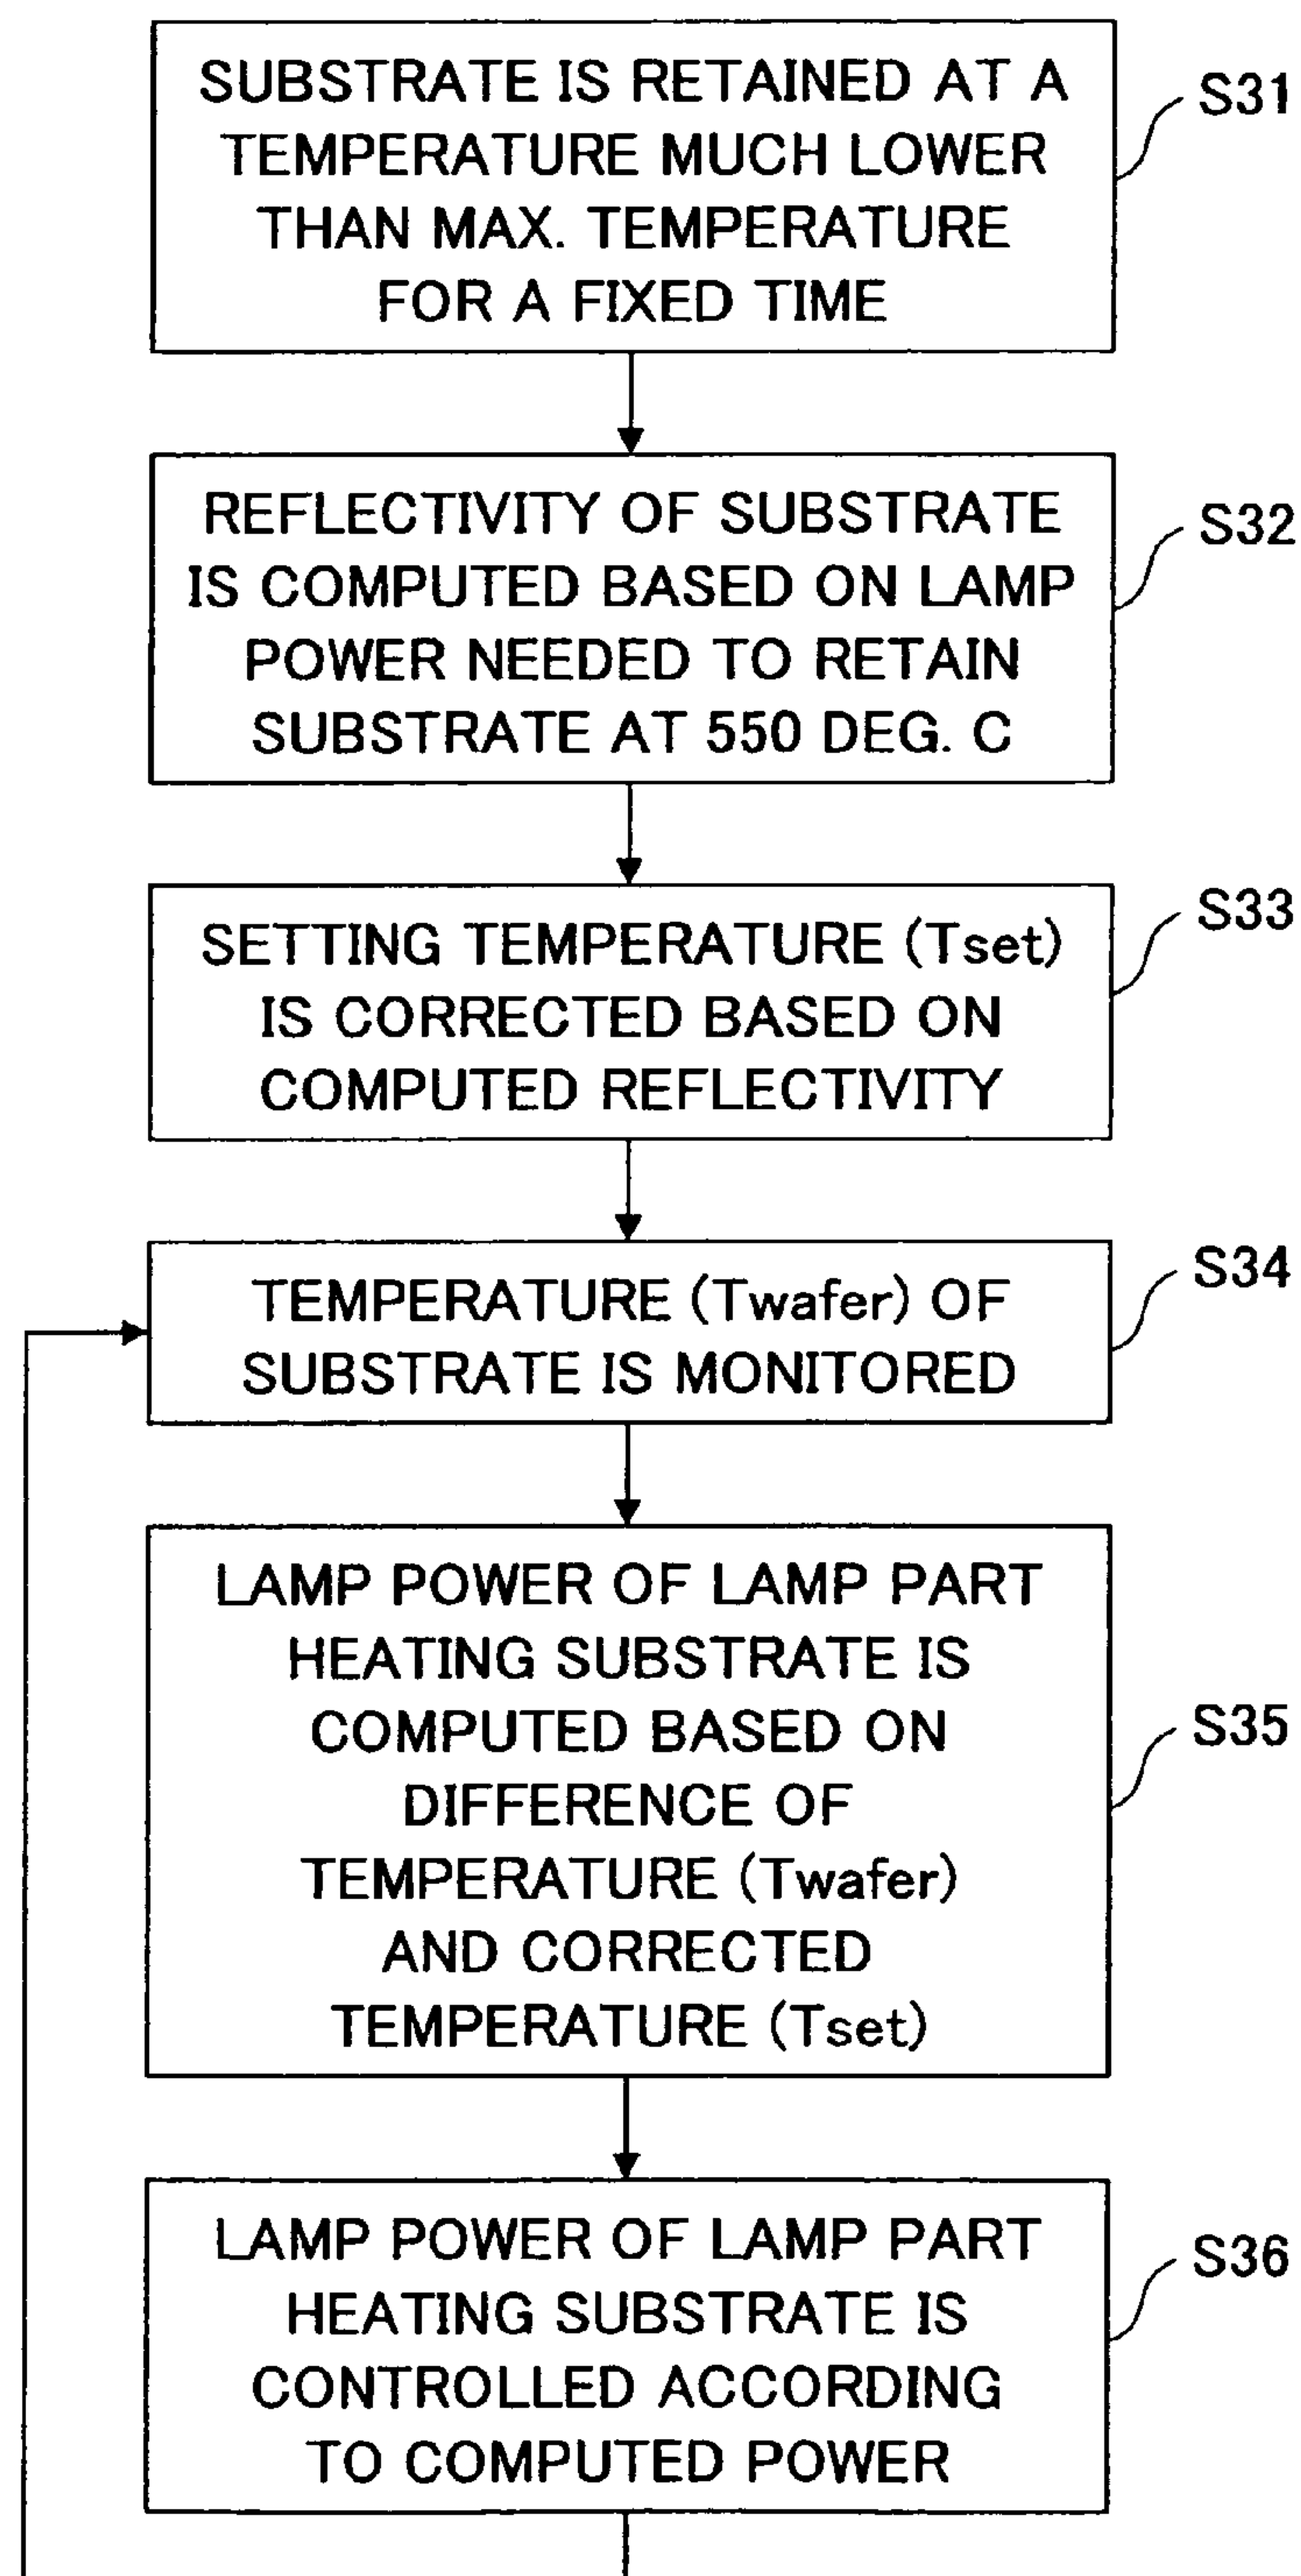 SUBSTRATE IS RETAINED AT A
TEMPERATURE MUCH LOWER
THAN MAX. TEMPERATURE
FOR A FIXED TIME
S31
REFLECTIVITY OF SUBSTRATE
IS COMPUTED BASED ON LAMP
POWER NEEDED TO RETAIN
SUBSTRATE AT 550 DEG. C
S32
SETTING TEMPERATURE (Tset)
IS CORRECTED BASED ON
COMPUTED REFLECTIVITY
S33
TEMPERATURE (Twafer) OF
SUBSTRATE IS MONITORED
S34
LAMP POWER OF LAMP PART
HEATING SUBSTRATE IS
COMPUTED BASED ON
DIFFERENCE OF
TEMPERATURE (Twafer)
AND CORRECTED
TEMPERATURE (Tset)
S35
LAMP POWER OF LAMP PART
HEATING SUBSTRATE IS
CONTROLLED ACCORDING
TO COMPUTED POWER
S36